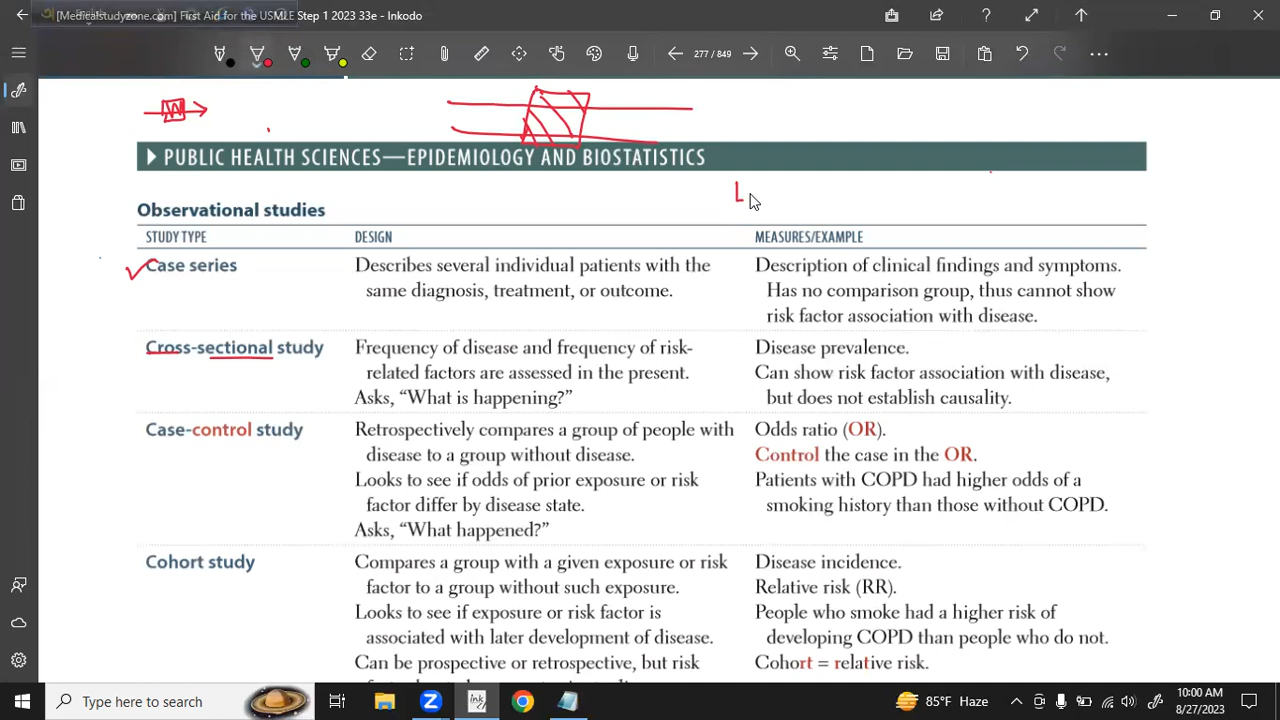 [Medicalstudyzone.com] First Aid for the USMLE Step 1 2023 33e - Inkodo
277 / 849
PUBLIC HEALTH SCIENCES—EPIDEMIOLOGY AND BIOSTATISTICS
L
Observational studies
STUDY TYPE DESIGN MEASURES/EXAMPLE
Case series Describes several individual patients with the Description of clinical findings and symptoms.
same diagnosis, treatment, or outcome. Has no comparison group, thus cannot show
risk factor association with disease.
Cross-sectional study Frequency of disease and frequency of risk- Disease prevalence.
related factors are assessed in the present. Can show risk factor association with disease,
Asks, “What is happening?” but does not establish causality.
Case-control study Retrospectively compares a group of people with Odds ratio (OR).
disease to a group without disease. Control the case in the OR.
Looks to see if odds of prior exposure or risk Patients with COPD had higher odds of a
factor differ by disease state. smoking history than those without COPD.
Asks, “What happened?”
Cohort study Compares a group with a given exposure or risk Disease incidence.
factor to a group without such exposure. Relative risk (RR).
Looks to see if exposure or risk factor is People who smoke had a higher risk of
associated with later development of disease. developing COPD than people who do not.
Can be prospective or retrospective, but risk Cohort = relative risk.
Type here to search
ink
85°F Haze
10:00 AM
8/27/2023